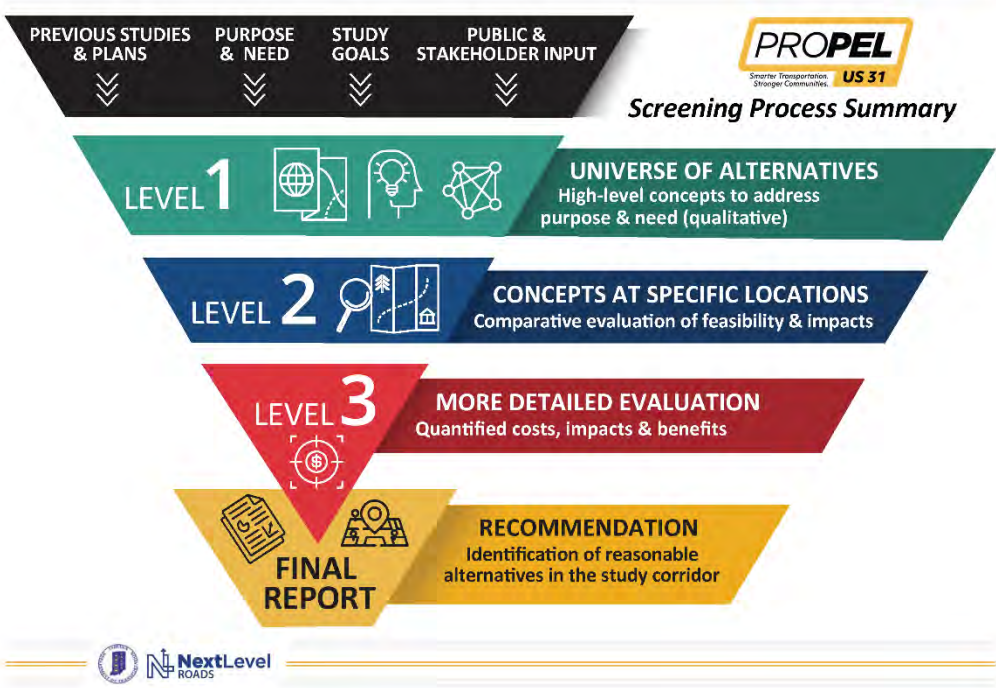 PREVIOUS STUDIES
& PLANS
PURPOSE
& NEED
STUDY
GOALS
PUBLIC &
STAKEHOLDER INPUT
PROPEL
Smarter Transportation.
Stronger Communities.
US 31
Screening Process Summary
LEVEL 1
UNIVERSE OF ALTERNATIVES
High-level concepts to address
purpose & need (qualitative)
LEVEL 2
CONCEPTS AT SPECIFIC LOCATIONS
Comparative evaluation of feasibility & impacts
LEVEL 3
MORE DETAILED EVALUATION
Quantified costs, impacts & benefits
$
FINAL
REPORT
RECOMMENDATION
Identification of reasonable
alternatives in the study corridor
NextLevel
ROADS